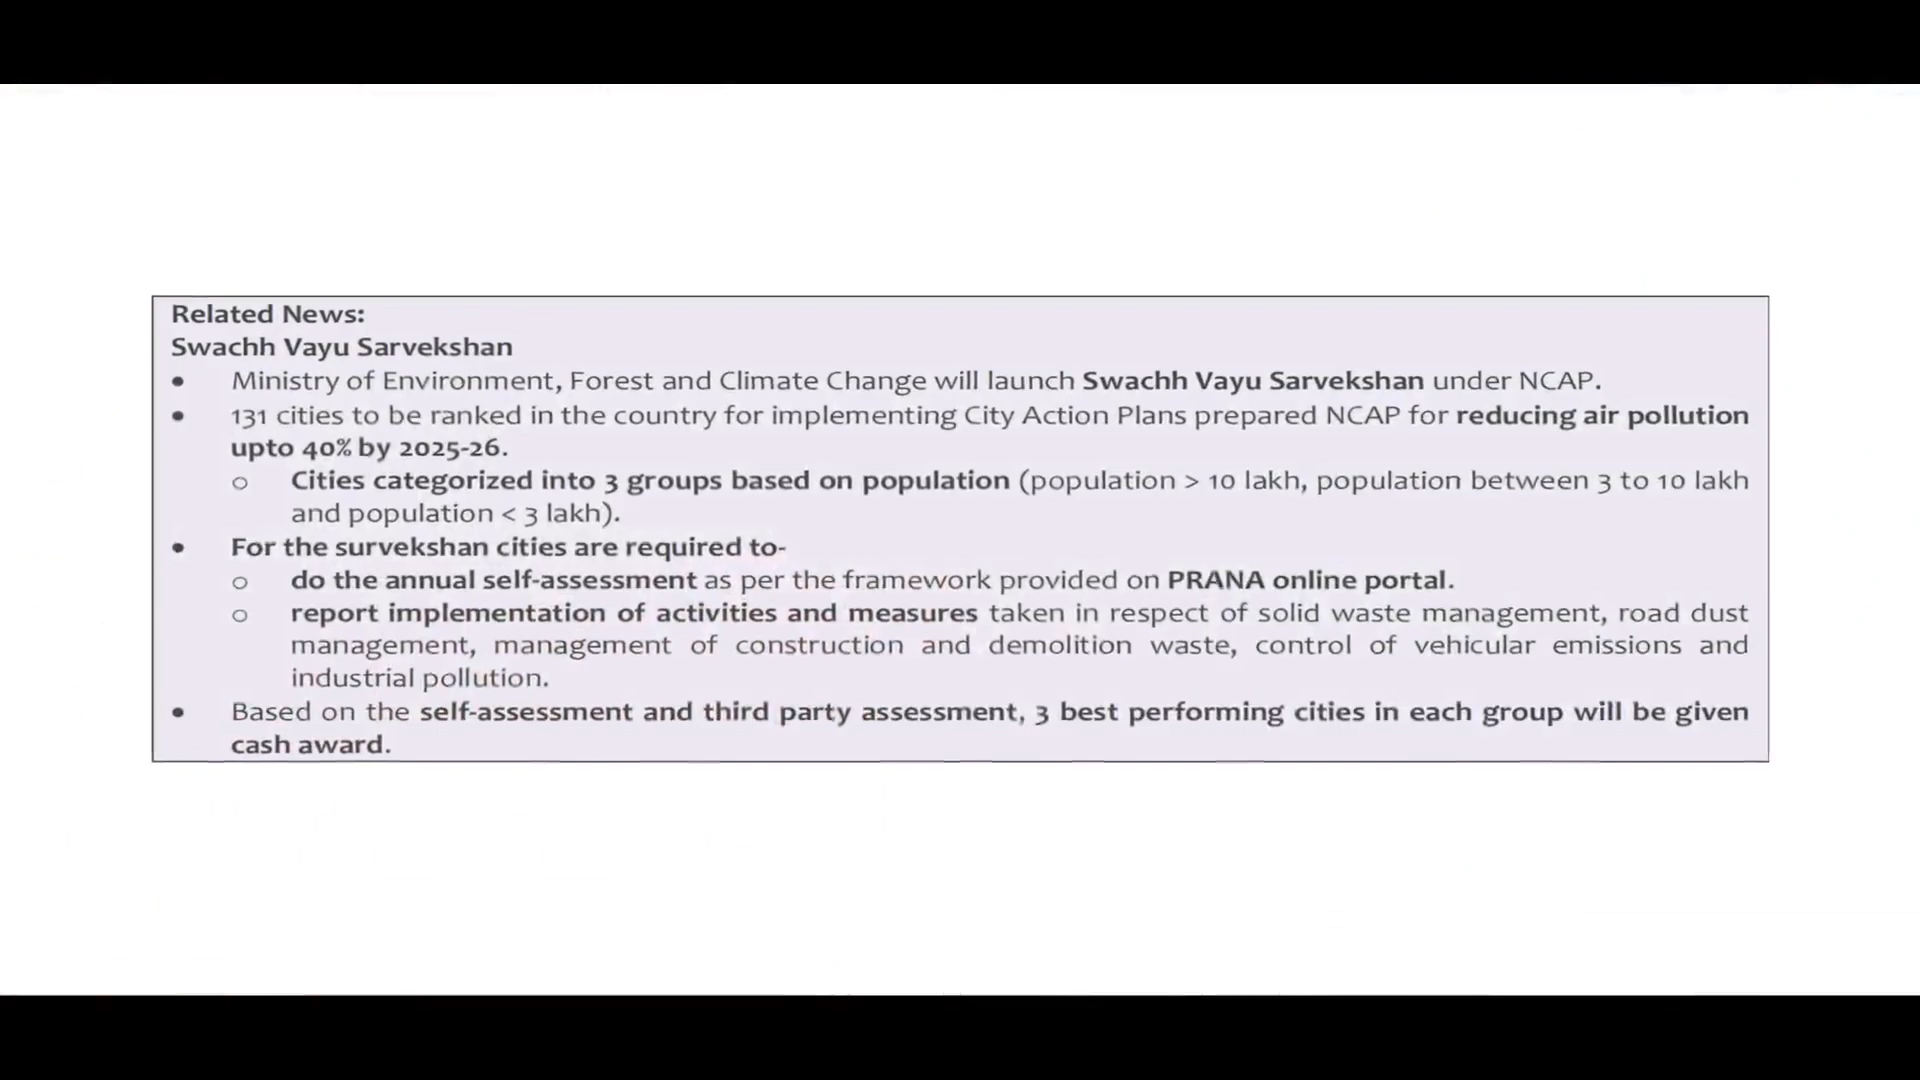 Related News:
Swachh Vayu Sarvekshan
• Ministry of Environment, Forest and Climate Change will launch Swachh Vayu Sarvekshan under NCAP.
• 131 cities to be ranked in the country for implementing City Action Plans prepared NCAP for reducing air pollution
upto 40% by 2025-26.
o Cities categorized into 3 groups based on population (population > 10 lakh, population between 3 to 10 lakh
and population < 3 lakh).
• For the survekshan cities are required to-
o do the annual self-assessment as per the framework provided on PRANA online portal.
o report implementation of activities and measures taken in respect of solid waste management, road dust
management, management of construction and demolition waste, control of vehicular emissions and
industrial pollution.
• Based on the self-assessment and third party assessment, 3 best performing cities in each group will be given
cash award.